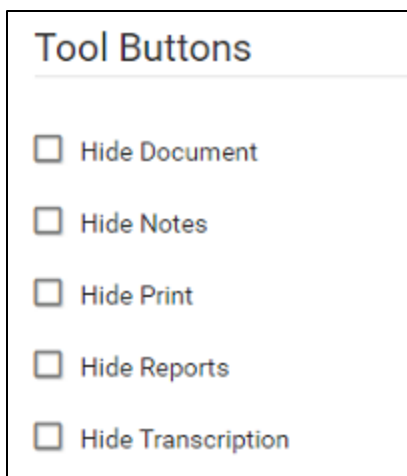 Tool Buttons
Hide Document
Hide Notes
Hide Print
Hide Reports
Hide Transcription